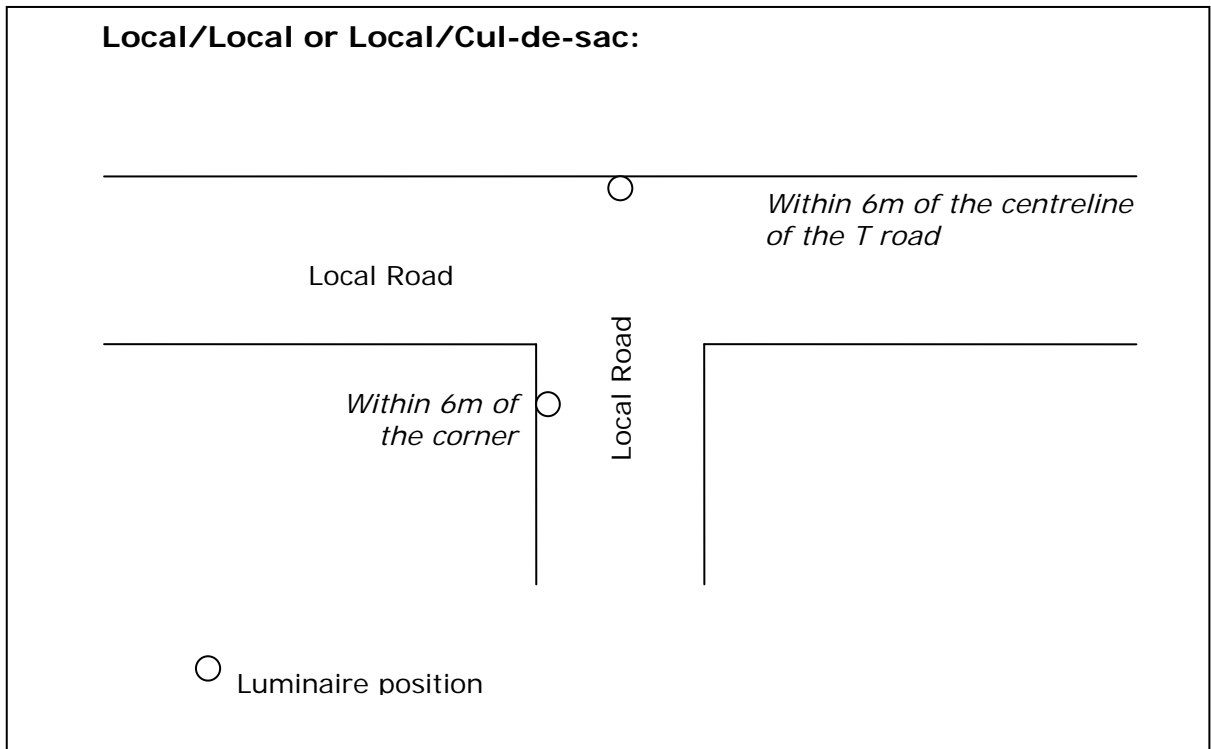 Local/Local or Local/Cul-de-sac:
Within 6m of the centreline
of the T road
Local Road
Local Road
Within 6m of
the corner
Luminaire position